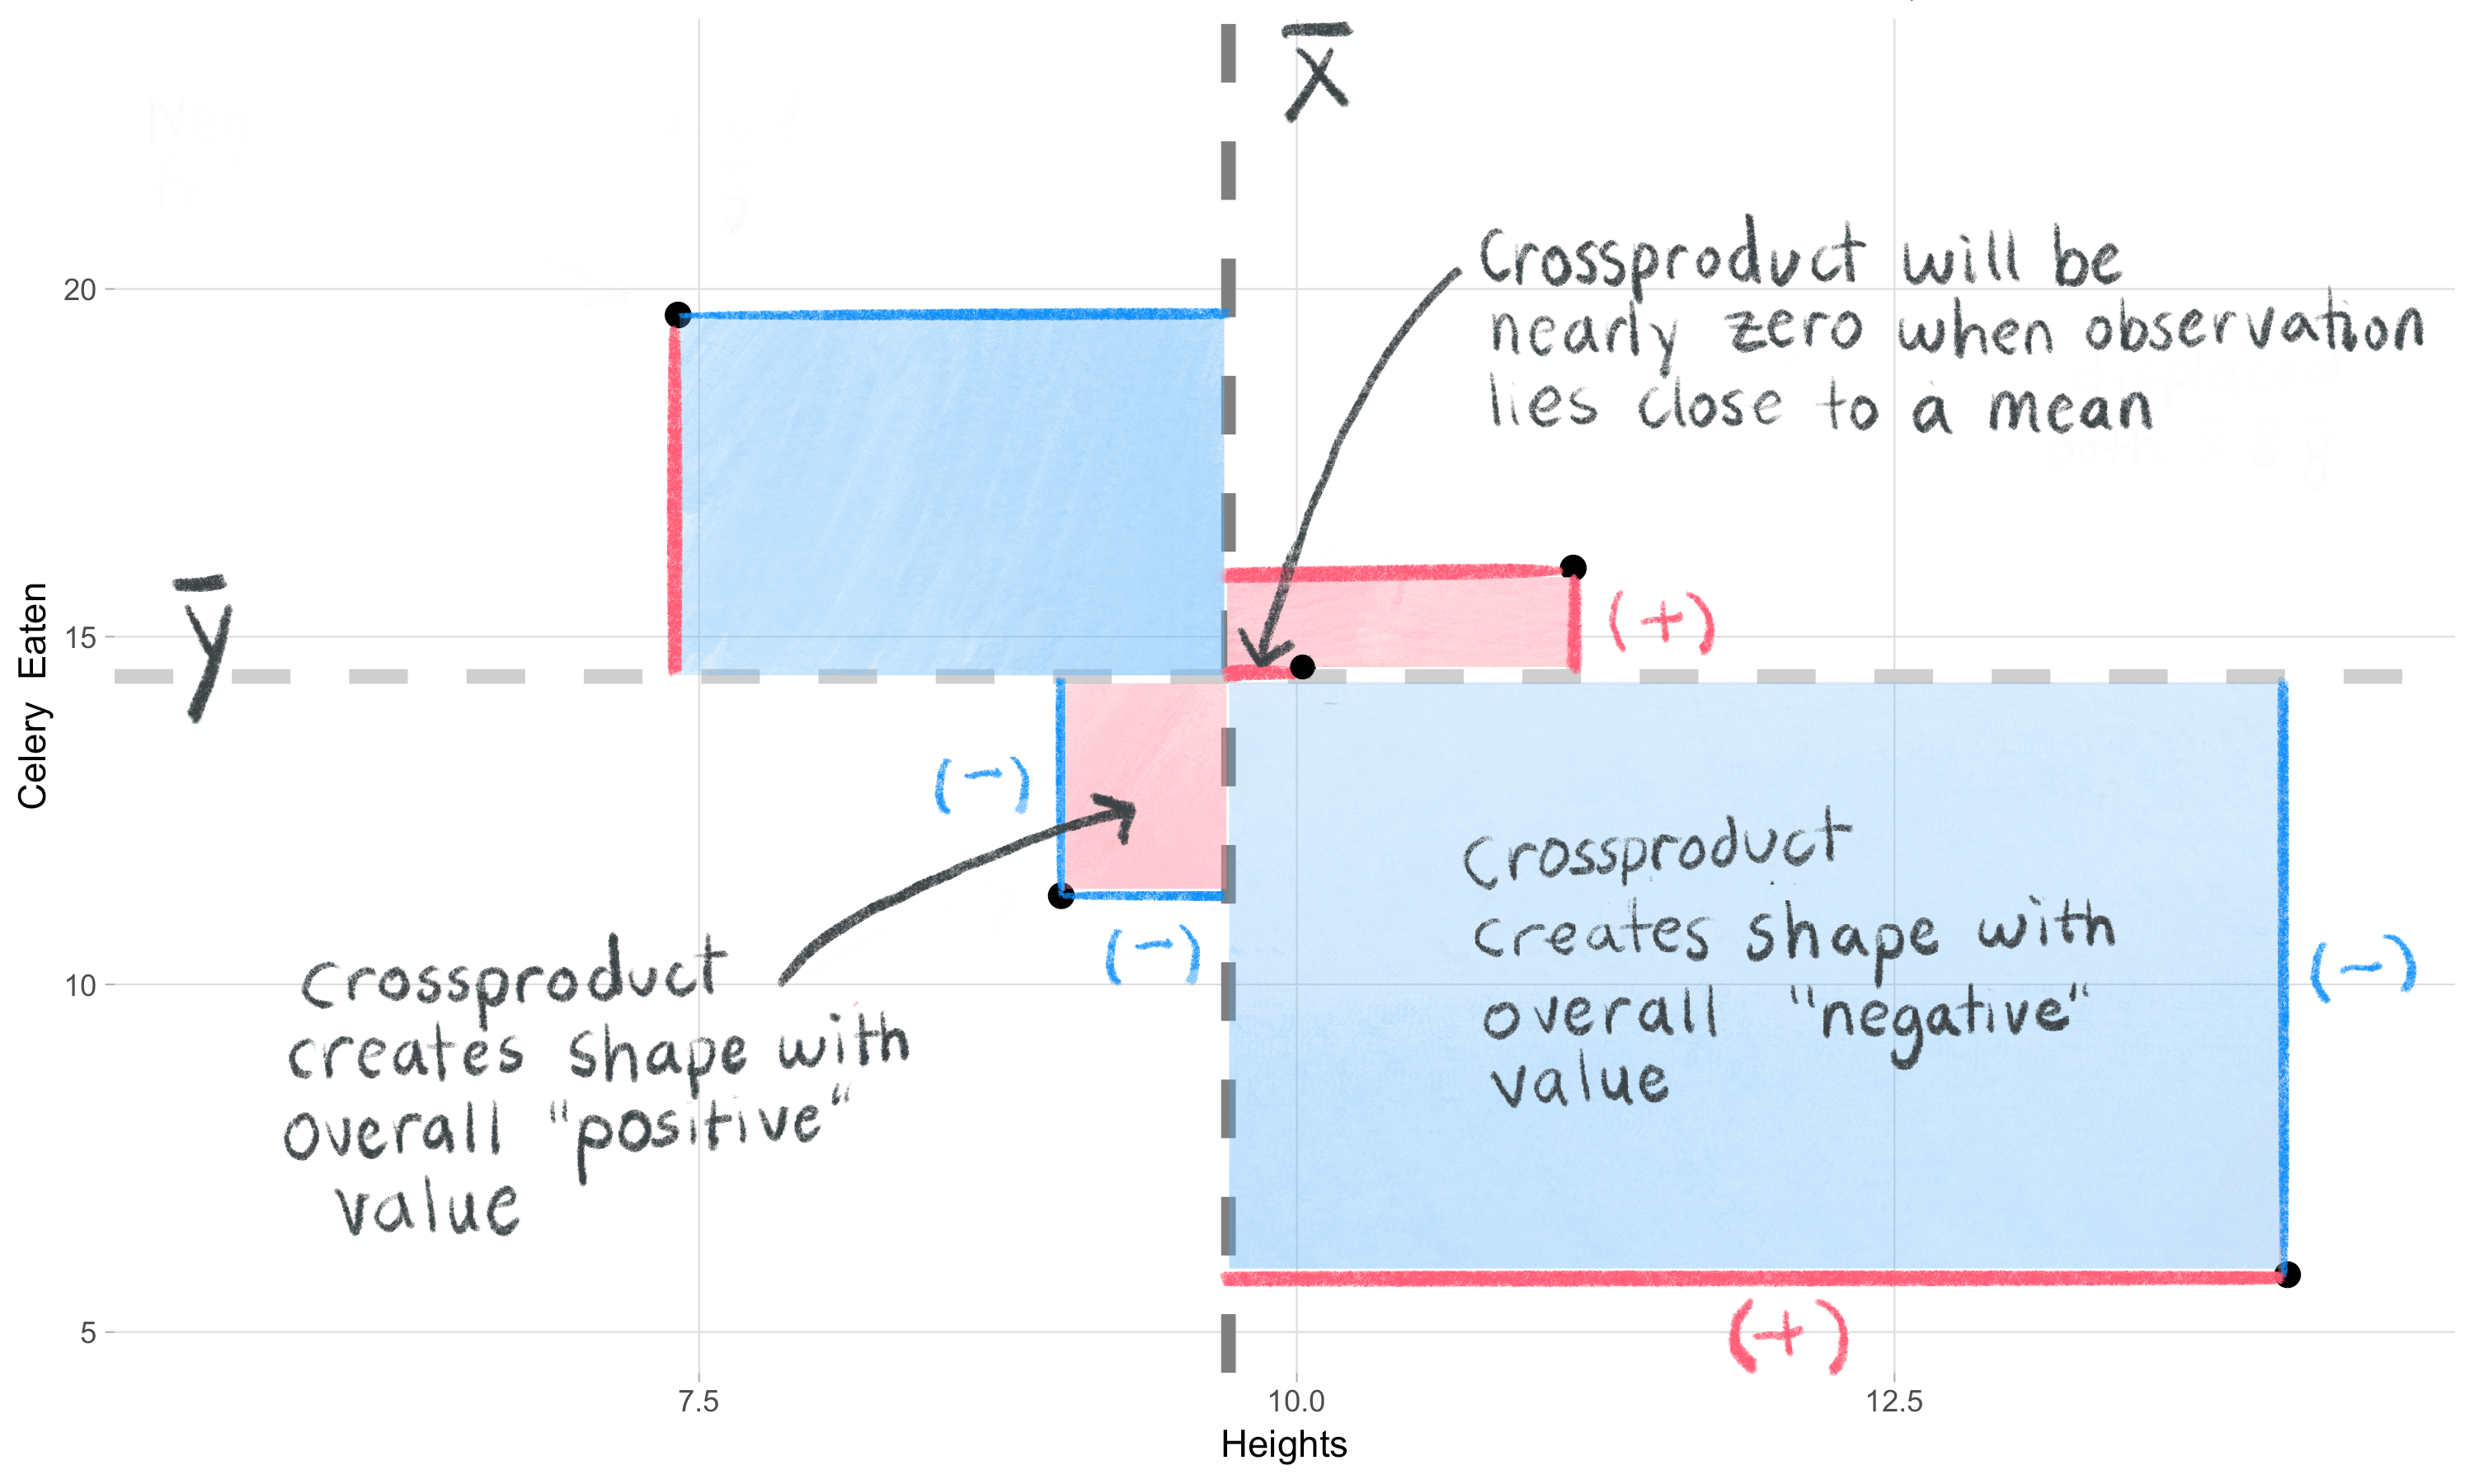 x̄
Crossproduct will be
nearly zero when observation
lies close to a mean
20
15
10
5
Celery Eaten
ȳ
(+)
(-)
(-)
Crossproduct
creates shape with
overall "positive"
value
Crossproduct
creates shape with
overall "negative"
value
(-)
(+)
7.5
10.0
12.5
Heights